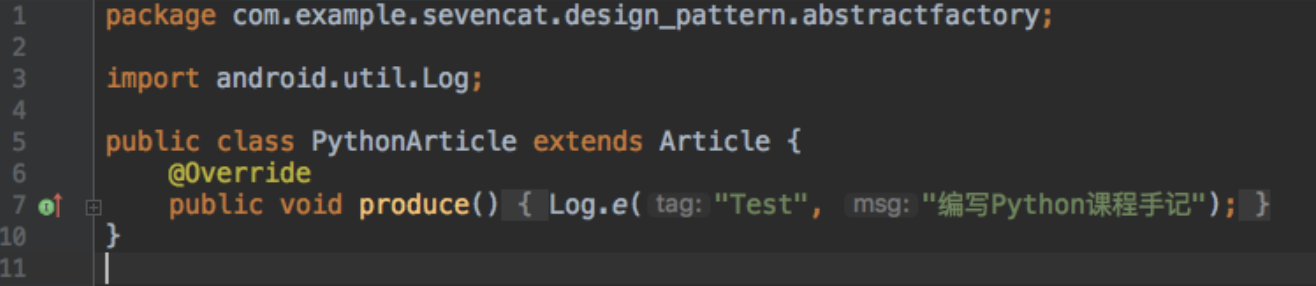 1 package com.example.sevencat.design_pattern.abstractfactory;
2
3 import android.util.Log;
4
5 public class PythonArticle extends Article {
6 @Override
7 public void produce() { Log.e( tag: "Test", msg: "编写Python课程手记"); }
10 }
11